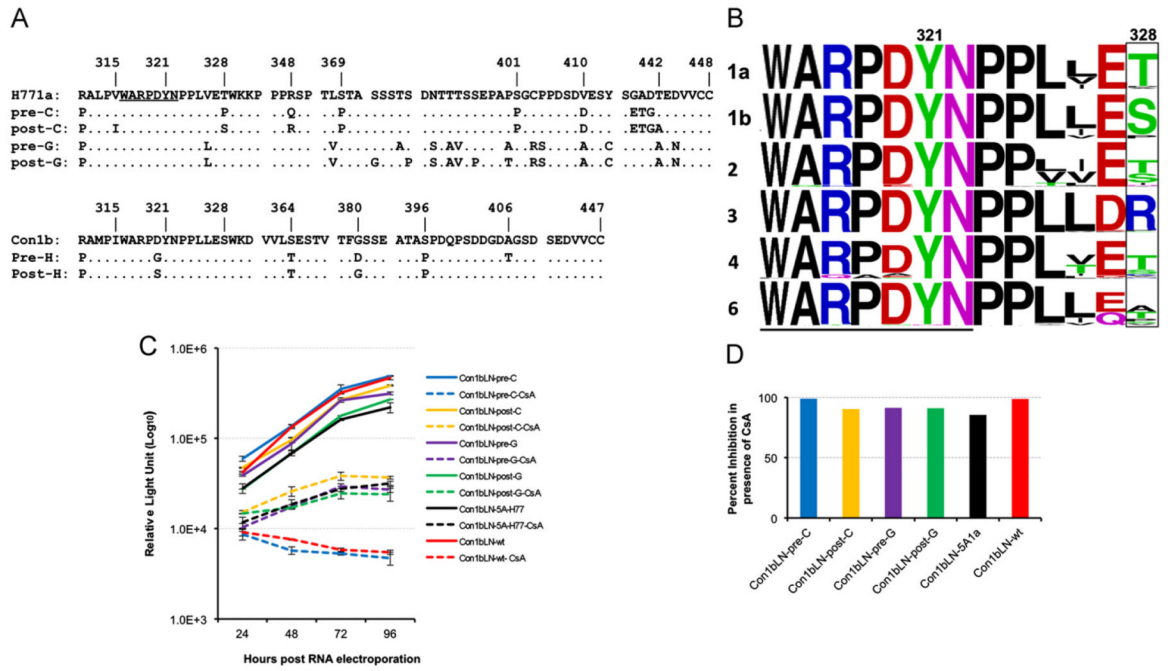 A
315 321 328 348 369 401 410 442 448
H771a: RALPVWARPDYNPPLVETWKKP PPRSP TLSTA SSSTS DNTTTSSEPAPSGCPPDSDVESY SGADTEDVVCC
pre-C: P................P.... ..Q.. ..P.. ..... ...........P.......D... ETG........
post-C: P...I............S.... ..R.. ..P.. ..... ...........P.......D... ETGA.......
pre-G: P..............L...... ..... .V... ...A. .S.AV......A..RS....A..C ....A.N....
post-G: P..............L...... ..... .V... G...P .S.AV..P...T..RS....A..C ....A.N....
315 321 328 364 380 396 406 447
Con1b: RAMPIWARPDYNPPLLESWKD VVLSESTVT TFGSSE ATASPDQPSDDGDAGSD SEDVVCC
Pre-H: P.........G.......... ...T..... ..D... ....P.........T... .......
Post-H: P.........S.......... ...T..... ..G... ....P............. .......
B
321 328
1a WARPDYNPPLLET
1b WARPDYNPPLLES
2 WARPDYNPP
3 WARPDYNPPLLDR
4 WARPDYNPPL
6 WARPDYNPPLL
C
Relative Light Unit (Log10)
1.0E+6
1.0E+5
1.0E+4
1.0E+3
24 48 72 96
Hours post RNA electroporation
Con1bLN-pre-C
Con1bLN-pre-C-CsA
Con1bLN-post-C
Con1bLN-post-C-CsA
Con1bLN-pre-G
Con1bLN-pre-G-CsA
Con1bLN-post-G
Con1bLN-post-G-CsA
Con1bLN-5A-H77
Con1bLN-5A-H77-CsA
Con1bLN-wt
Con1bLN-wt- CsA
D
Percent Inhibition in
presence of CsA
100
50
0
Con1bLN-pre-C
Con1bLN-post-C
Con1bLN-pre-G
Con1bLN-post-G
Con1bLN-5A1a
Con1bLN-wt